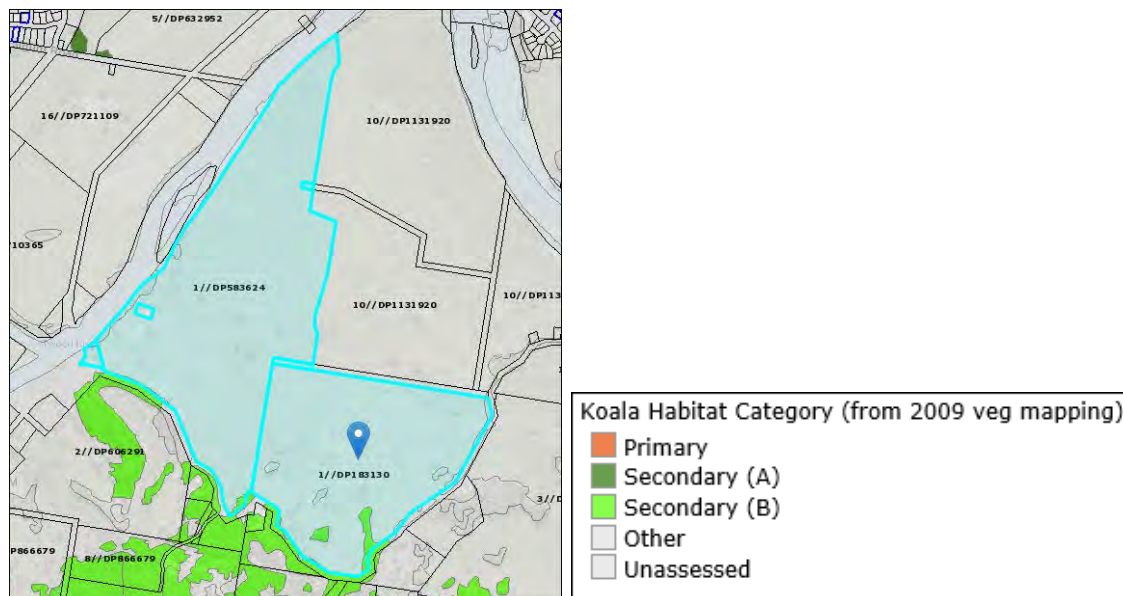 5//DP632952
16//DP721109
10//DP1131920
/10365
1//DP583624
10//DP1131920
10//DP113
2//DP606291
1//DP183130
3//D
P866679
8//DP866679
Koala Habitat Category (from 2009 veg mapping)
Primary
Secondary (A)
Secondary (B)
Other
Unassessed